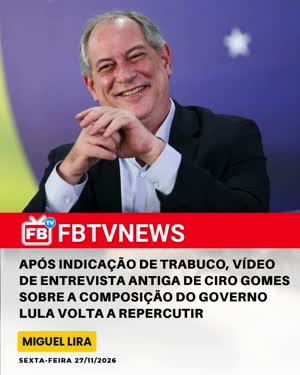 FB
TV
FBTVNEWS
APÓS INDICAÇÃO DE TRABUCO, VÍDEO
DE ENTREVISTA ANTIGA DE CIRO GOMES
SOBRE A COMPOSIÇÃO DO GOVERNO
LULA VOLTA A REPERCUTIR
MIGUEL LIRA
SEXTA-FEIRA 27/11/2026